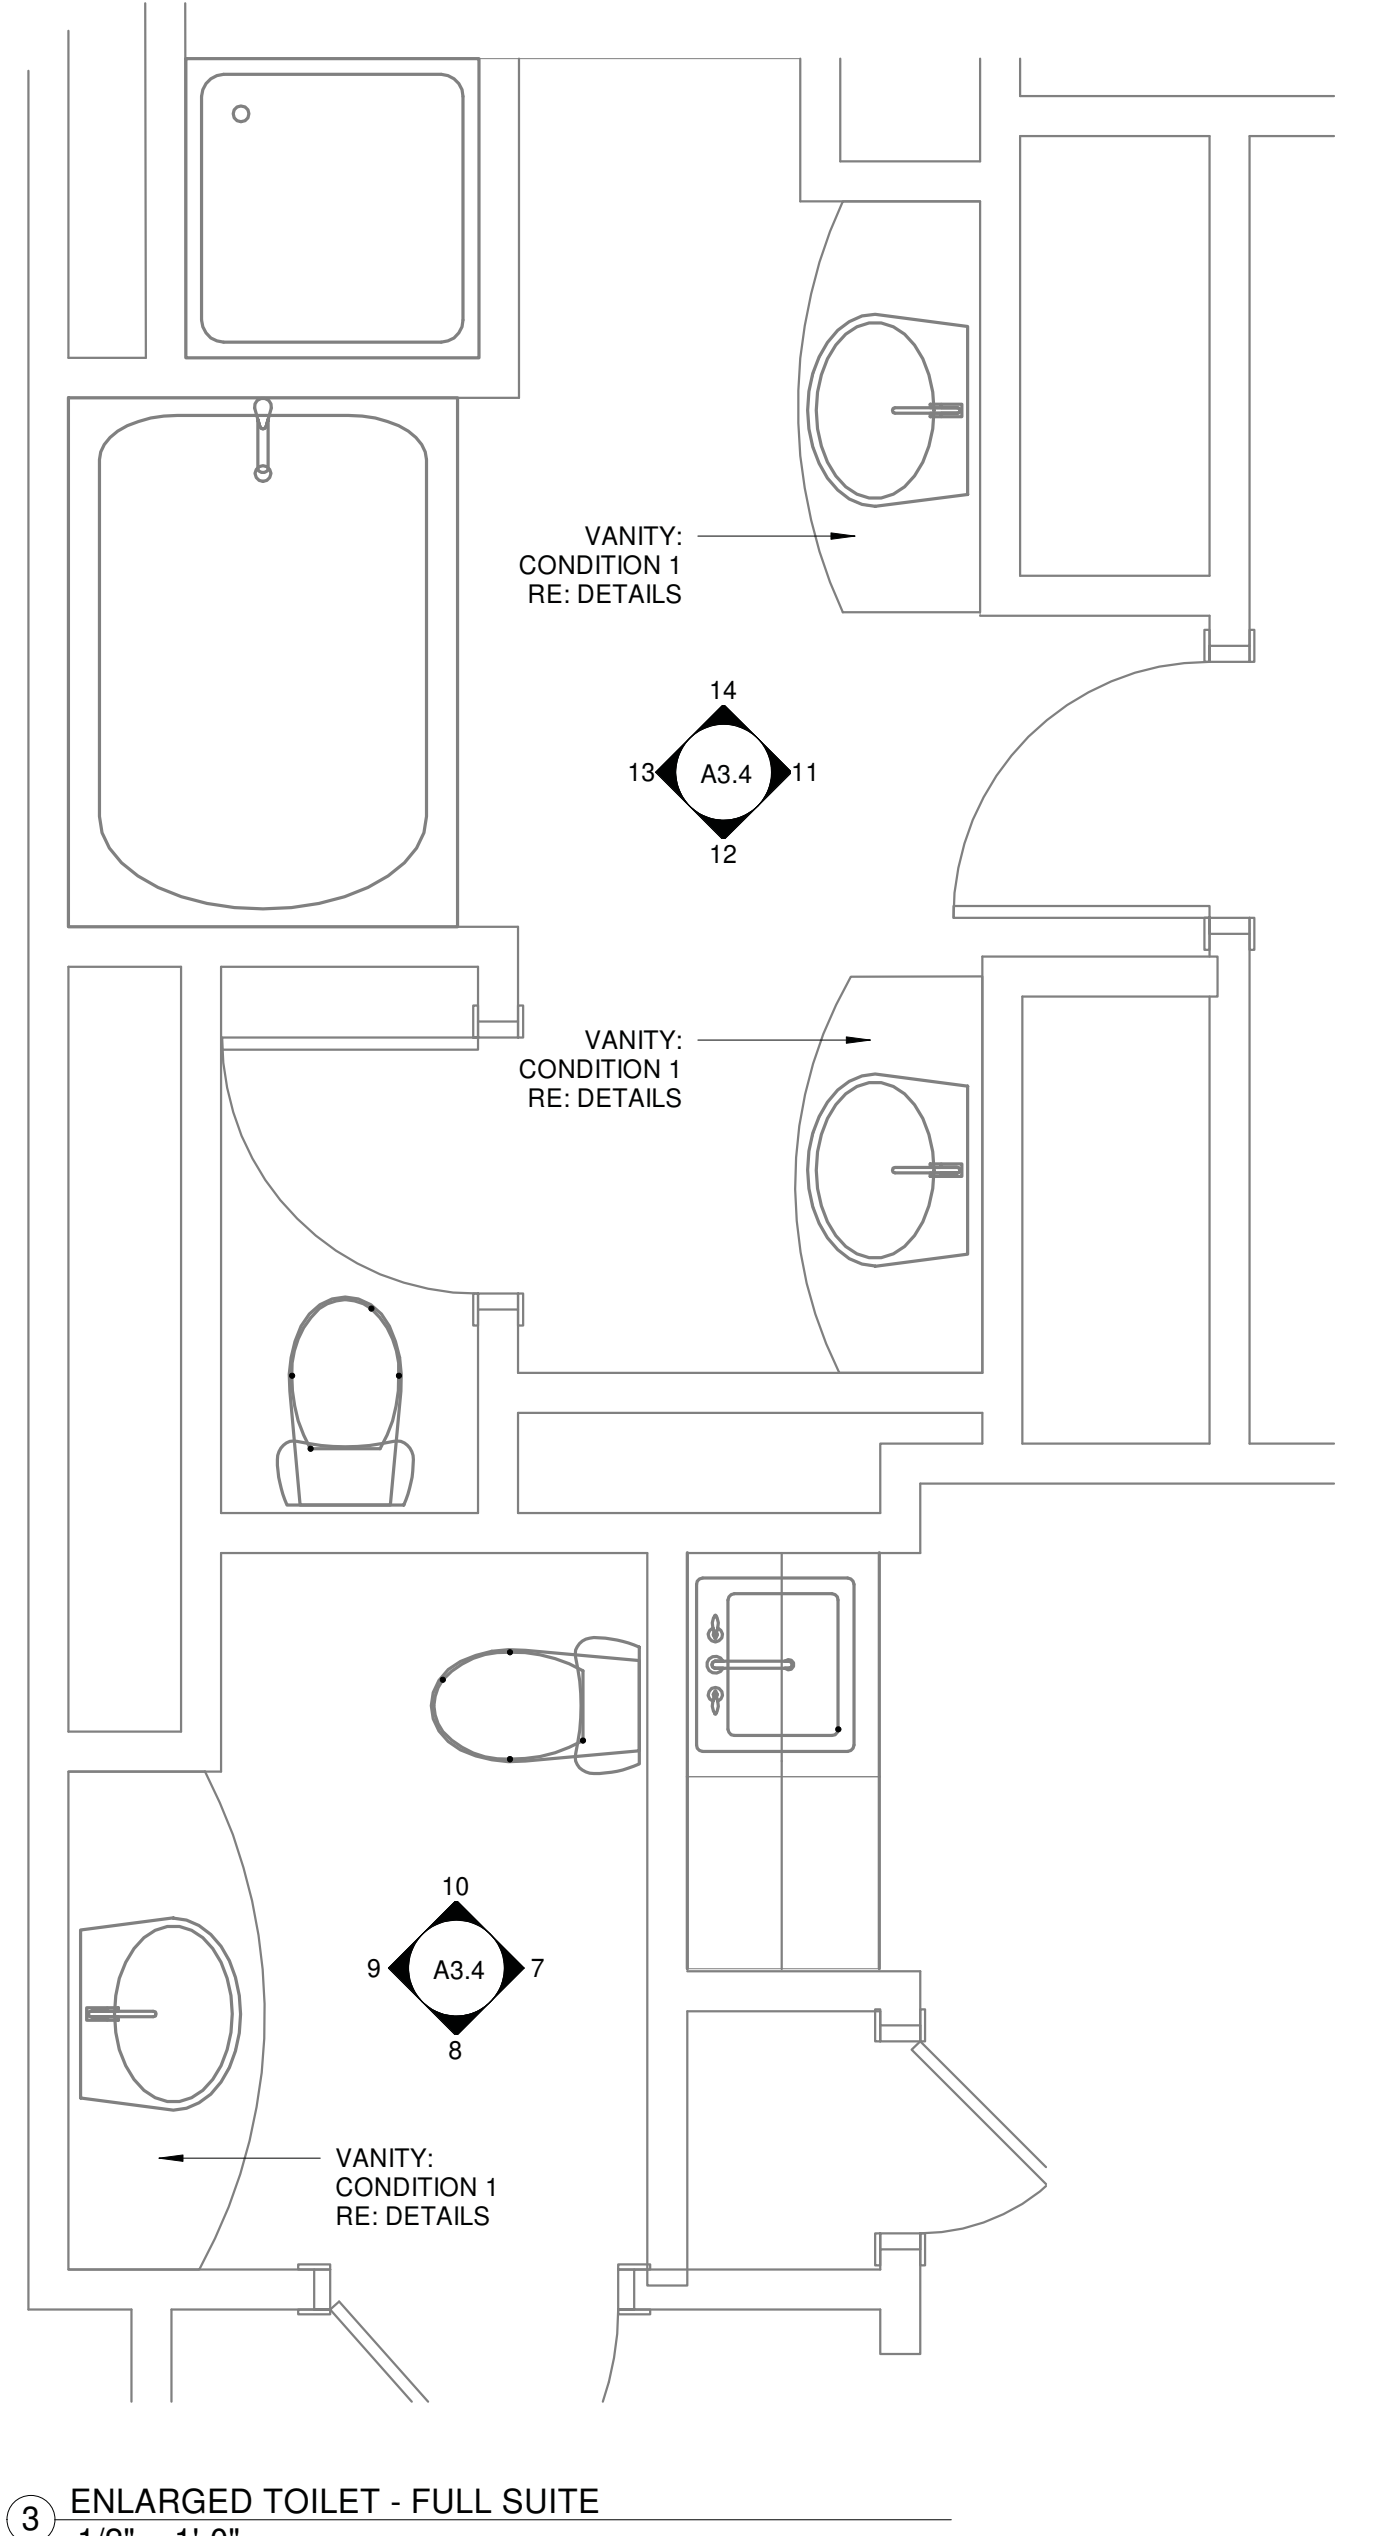 VANITY:
CONDITION 1
RE: DETAILS
14
13 A3.4 11
12
VANITY:
CONDITION 1
RE: DETAILS
10
9 A3.4 7
8
VANITY:
CONDITION 1
RE: DETAILS
3 ENLARGED TOILET - FULL SUITE